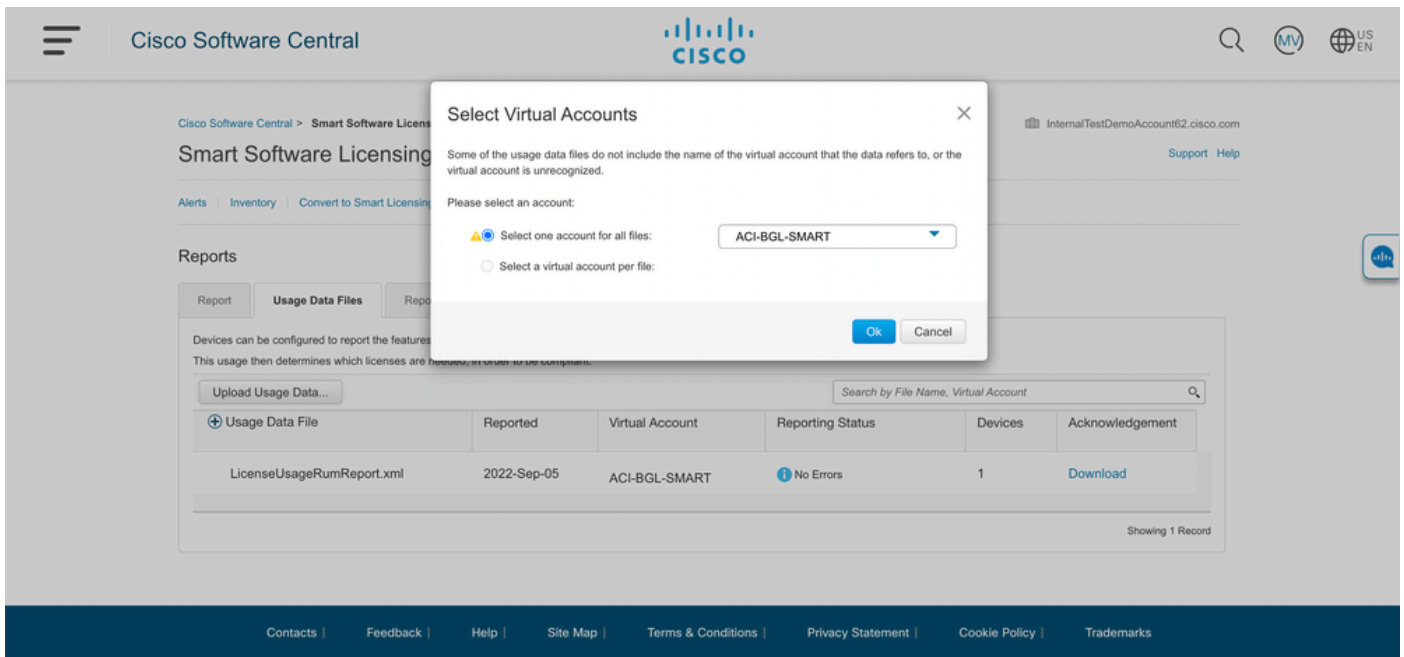 Cisco Software Central
CISCO
MV
US
EN
Cisco Software Central > Smart Software Licens
InternalTestDemoAccount62.cisco.com
Smart Software Licensing
Support Help
Alerts | Inventory | Convert to Smart Licensing
Select Virtual Accounts
Some of the usage data files do not include the name of the virtual account that the data refers to, or the
virtual account is unrecognized.
Please select an account:
Select one account for all files:
ACI-BGL-SMART
Select a virtual account per file:
Ok
Cancel
Reports
Report
Usage Data Files
Repo
Devices can be configured to report the features
This usage then determines which licenses are needed, in order to be compliant.
Upload Usage Data...
Search by File Name, Virtual Account
Usage Data File Reported Virtual Account Reporting Status Devices Acknowledgement
LicenseUsageRumReport.xml 2022-Sep-05 ACI-BGL-SMART No Errors 1 Download
Showing 1 Record
Contacts | Feedback | Help | Site Map | Terms & Conditions | Privacy Statement | Cookie Policy | Trademarks